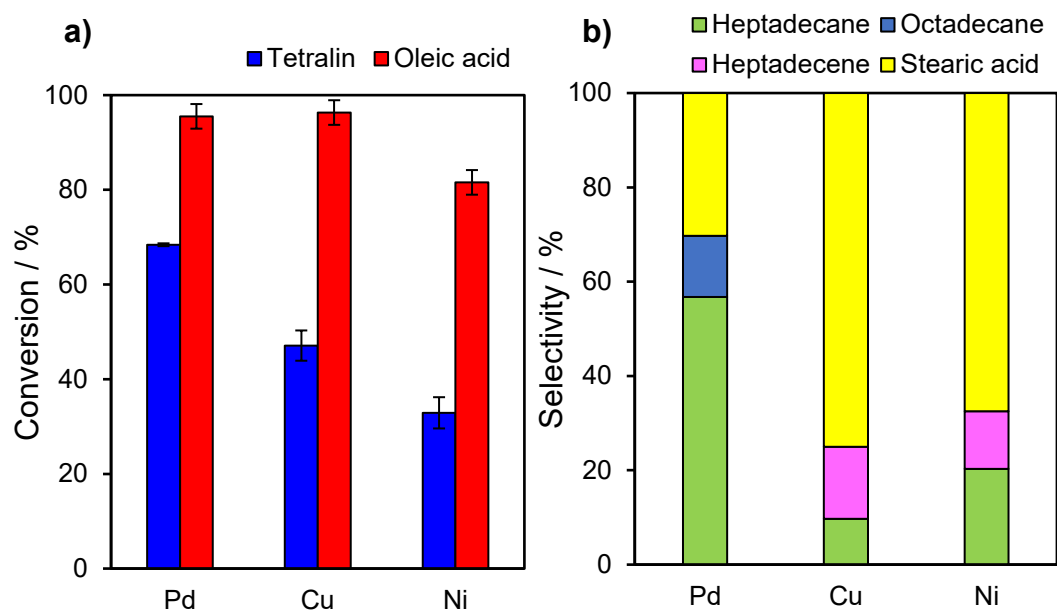 a)
Tetralin Oleic acid
Conversion / %
100
80
60
40
20
0
Pd Cu Ni
b)
Heptadecane Octadecane
Heptadecene Stearic acid
Selectivity / %
100
80
60
40
20
0
Pd Cu Ni